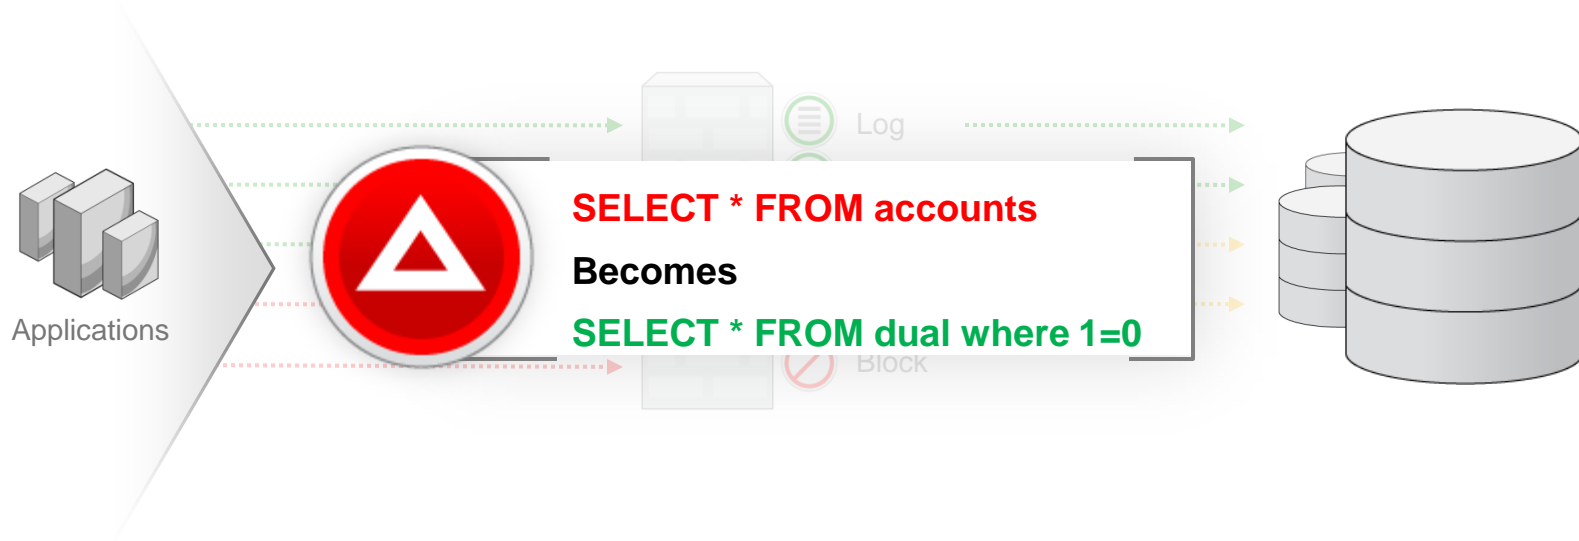 Log
SELECT * FROM accounts
Becomes
SELECT * FROM dual where 1=0
Applications
Block